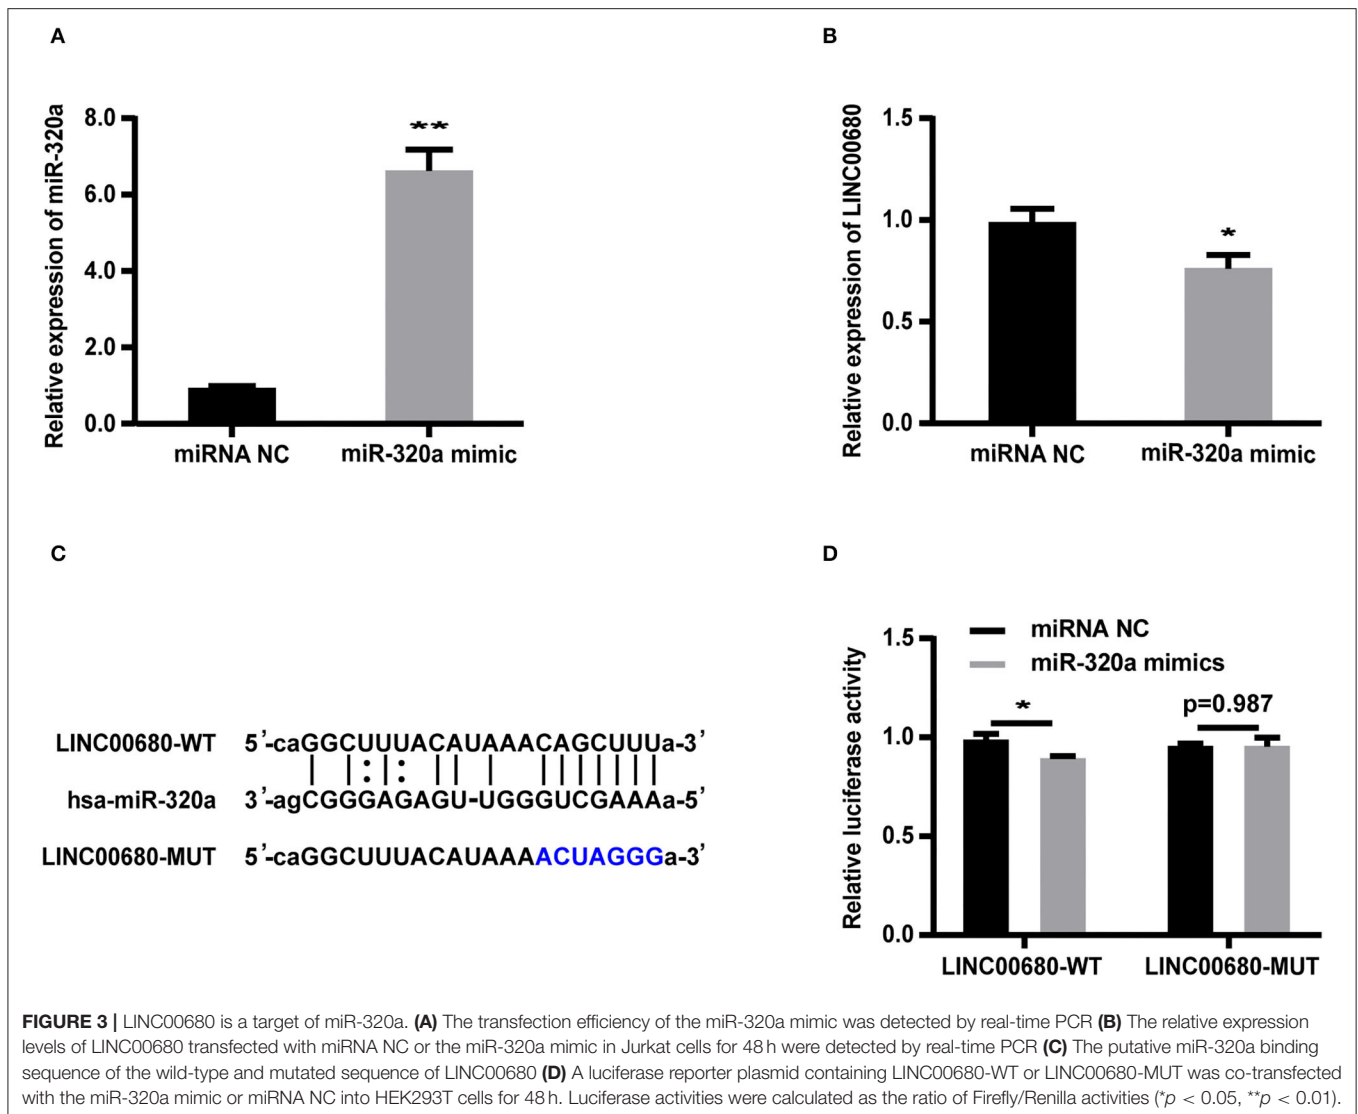 A
Relative expression of miR-320a
8.0
6.0
4.0
2.0
0.0
**
miRNA NC
miR-320a mimic
B
Relative expression of LINC00680
1.5
1.0
0.5
0.0
*
miRNA NC
miR-320a mimic
C
LINC00680-WT 5'-caGGCUUUACAUAAACAGCUUUa-3'
hsa-miR-320a 3'-agCGGGAGAGU-UGGGUCGAAAa-5'
LINC00680-MUT 5'-caGGCUUUACAUAAAACUAGGGa-3'
D
Relative luciferase activity
1.5
1.0
0.5
0.0
miRNA NC
miR-320a mimics
*
p=0.987
LINC00680-WT
LINC00680-MUT
FIGURE 3 | LINC00680 is a target of miR-320a. (A) The transfection efficiency of the miR-320a mimic was detected by real-time PCR (B) The relative expression
levels of LINC00680 transfected with miRNA NC or the miR-320a mimic in Jurkat cells for 48 h were detected by real-time PCR (C) The putative miR-320a binding
sequence of the wild-type and mutated sequence of LINC00680 (D) A luciferase reporter plasmid containing LINC00680-WT or LINC00680-MUT was co-transfected
with the miR-320a mimic or miRNA NC into HEK293T cells for 48 h. Luciferase activities were calculated as the ratio of Firefly/Renilla activities (*p < 0.05, **p < 0.01).